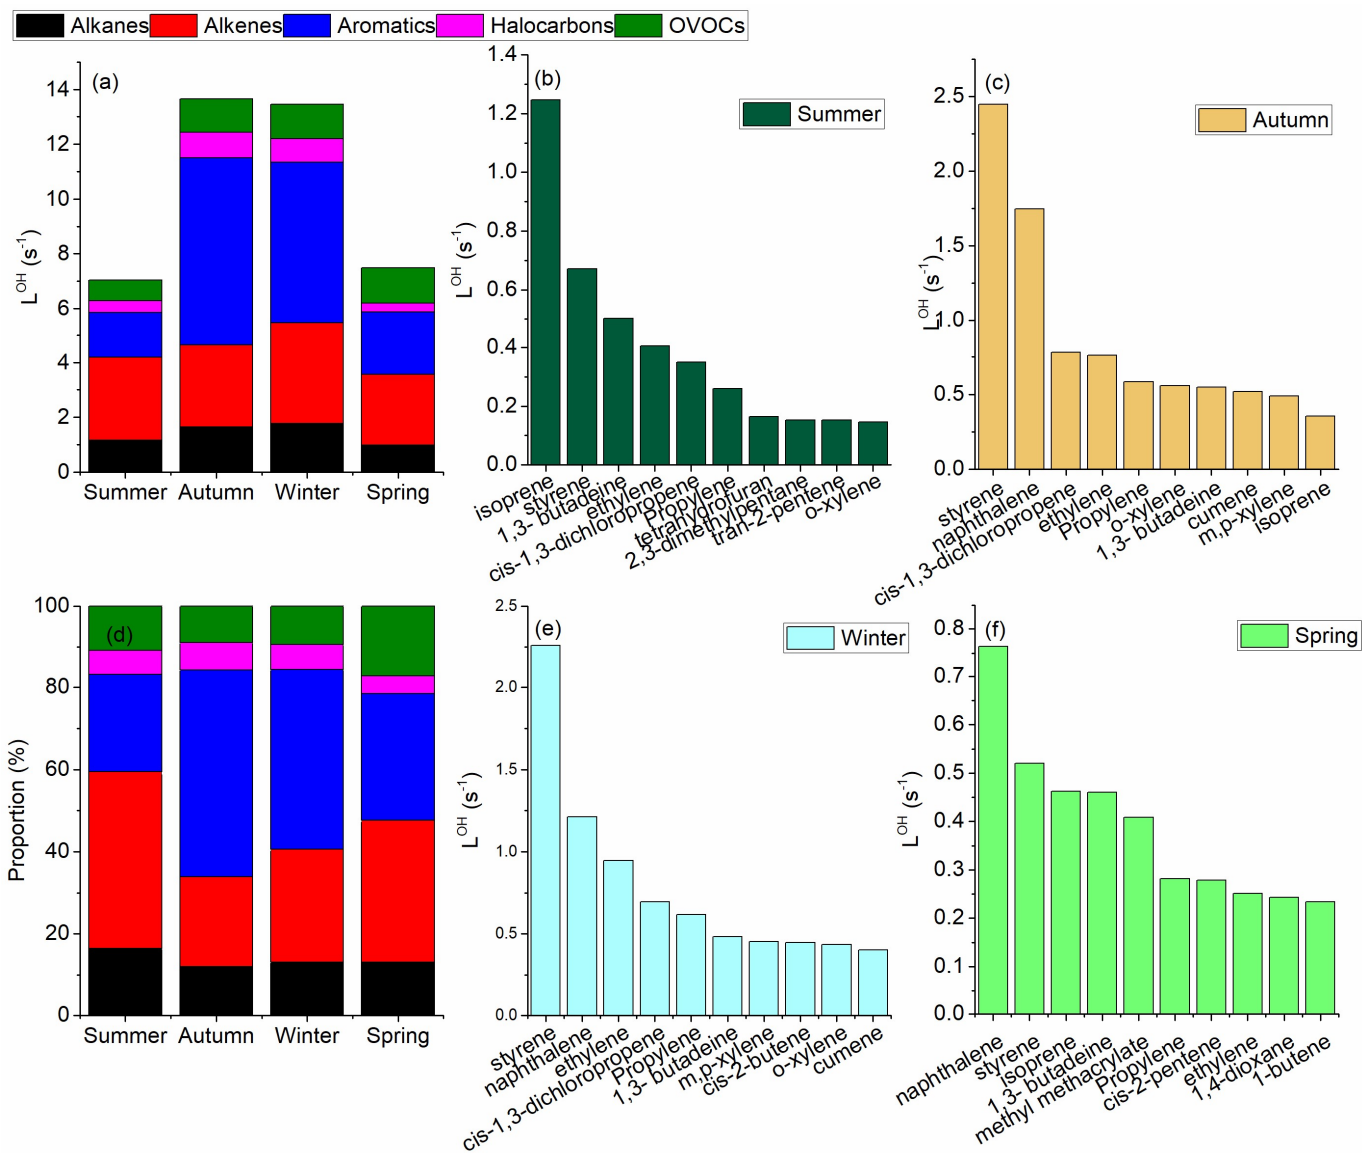 Alkanes Alkenes Aromatics Halocarbons OVOCs
(a)
L^OH (s^-1)
14
12
10
8
6
4
2
0
Summer Autumn Winter Spring
(b)
Summer
L^OH (s^-1)
1.4
1.2
1.0
0.8
0.6
0.4
0.2
0.0
isoprene
styrene
1,3- butadeine
ethylene
cis-1,3-dichloropropene
Propylene
tetrahydrofuran
2,3-dimethylpentane
tran-2-pentene
o-xylene
(c)
Autumn
L^OH (s^-1)
2.5
2.0
1.5
1.0
0.5
0.0
styrene
naphthalene
cis-1,3-dichloropropene
ethylene
Propylene
o-xylene
1,3- butadeine
cumene
m,p-xylene
isoprene
(d)
Proportion (%)
100
80
60
40
20
0
Summer Autumn Winter Spring
(e)
Winter
L^OH (s^-1)
2.5
2.0
1.5
1.0
0.5
0.0
styrene
naphthalene
ethylene
cis-1,3-dichloropropene
Propylene
1,3- butadeine
m,p-xylene
cis-2-butene
o-xylene
cumene
(f)
Spring
L^OH (s^-1)
0.8
0.7
0.6
0.5
0.4
0.3
0.2
0.1
0.0
naphthalene
styrene
isoprene
1,3- butadeine
methyl methacrylate
Propylene
cis-2-pentene
ethylene
1,4-dioxane
1-butene